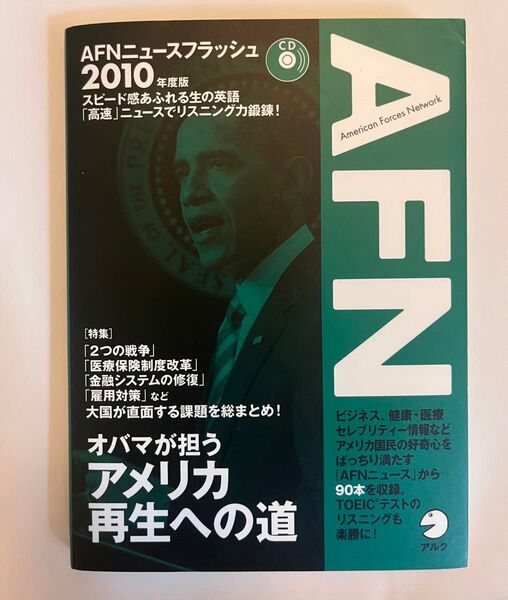 AFNニュースフラッシュ
CD
2010年度版
スピード感あふれる生の英語
「高速」ニュースでリスニング力鍛錬！
AFN
American Forces Network
SEAL OF THE PRE
［特集］
「2つの戦争」
「医療保険制度改革」
「金融システムの修復」
「雇用対策」など
大国が直面する課題を総まとめ！
オバマが担う
アメリカ
再生への道
ビジネス、健康・医療
セレブリティー情報など
アメリカ国民の好奇心を
ばっちり満たす
「AFNニュース」から
90本を収録。
TOEIC®テストの
リスニングも
楽勝に！
アルク